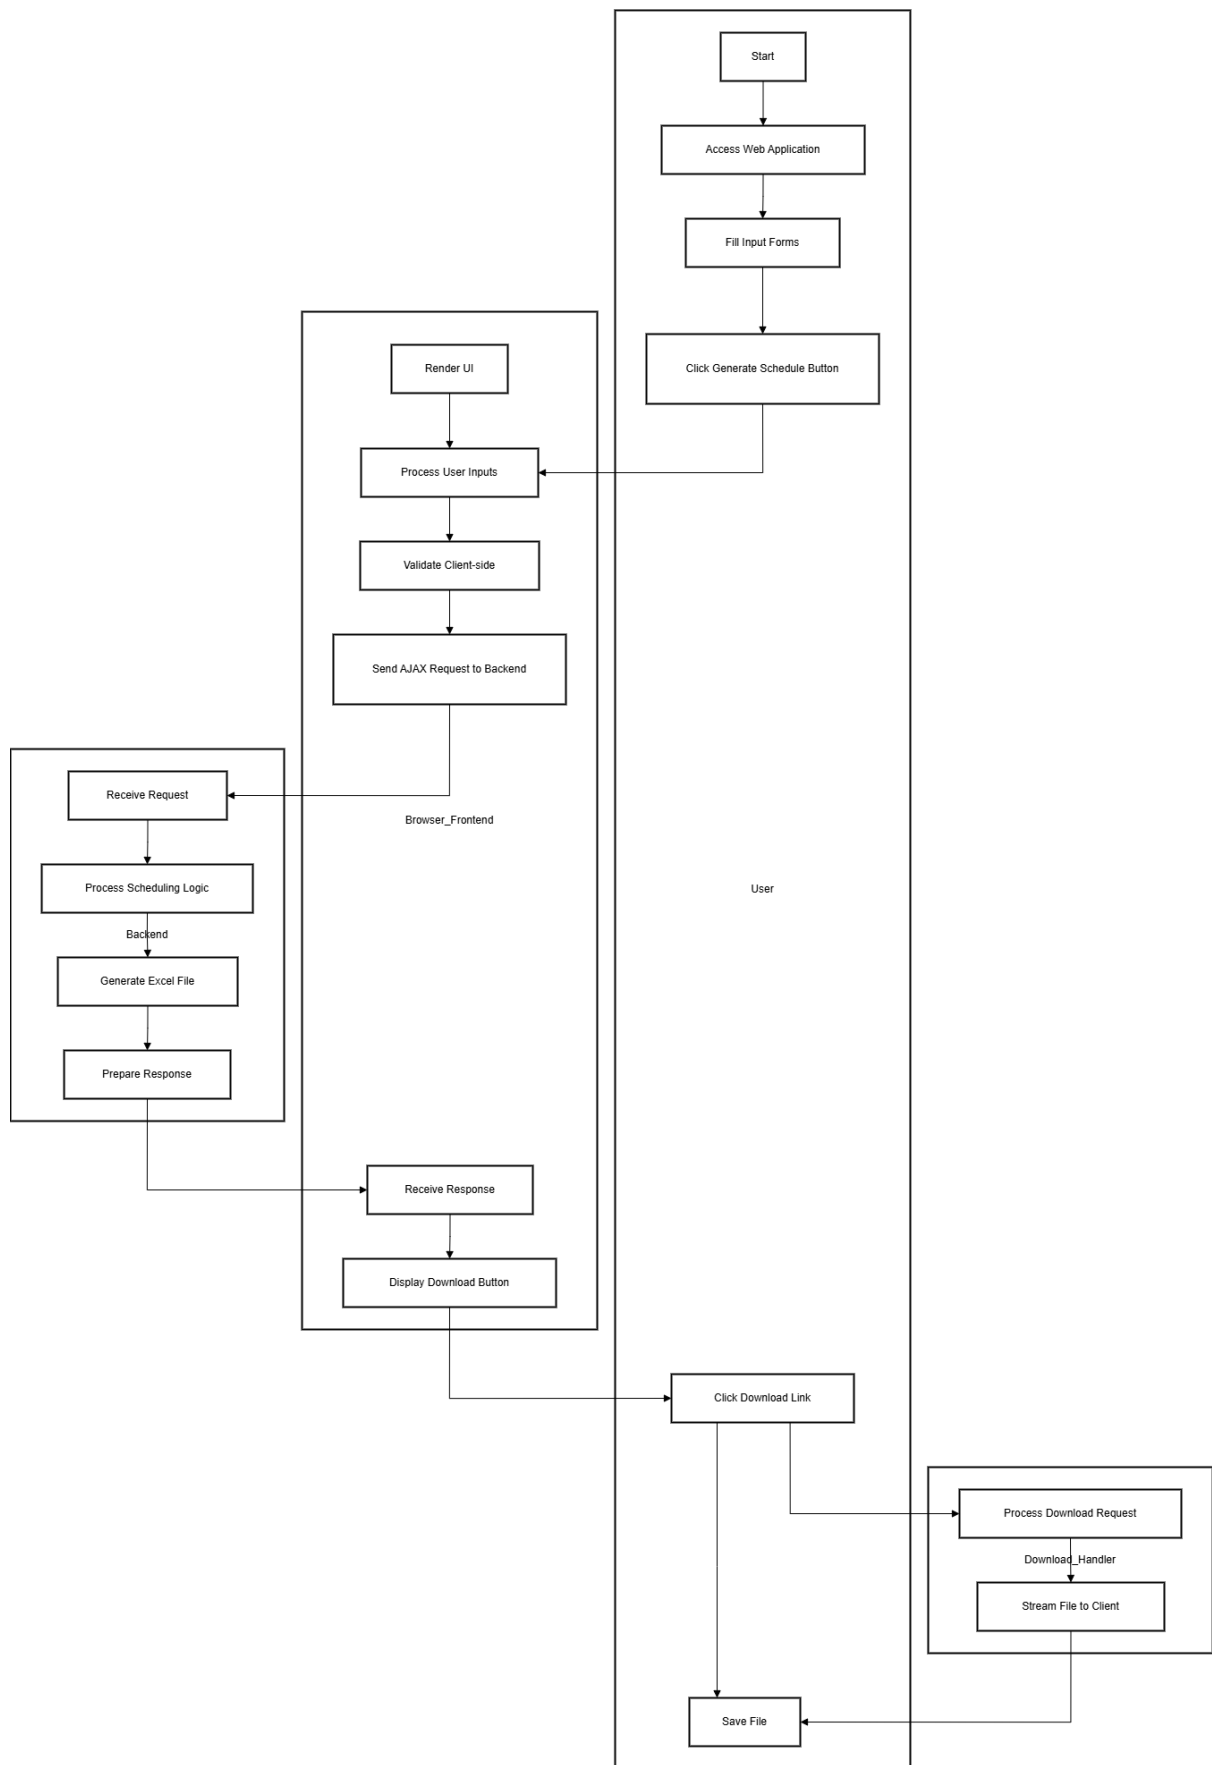 Start
Access Web Application
Fill Input Forms
Click Generate Schedule Button
Render UI
Process User Inputs
Validate Client-side
Send AJAX Request to Backend
Receive Request
Browser_Frontend
Process Scheduling Logic
User
Backend
Generate Excel File
Prepare Response
Receive Response
Display Download Button
Click Download Link
Process Download Request
Download_Handler
Stream File to Client
Save File